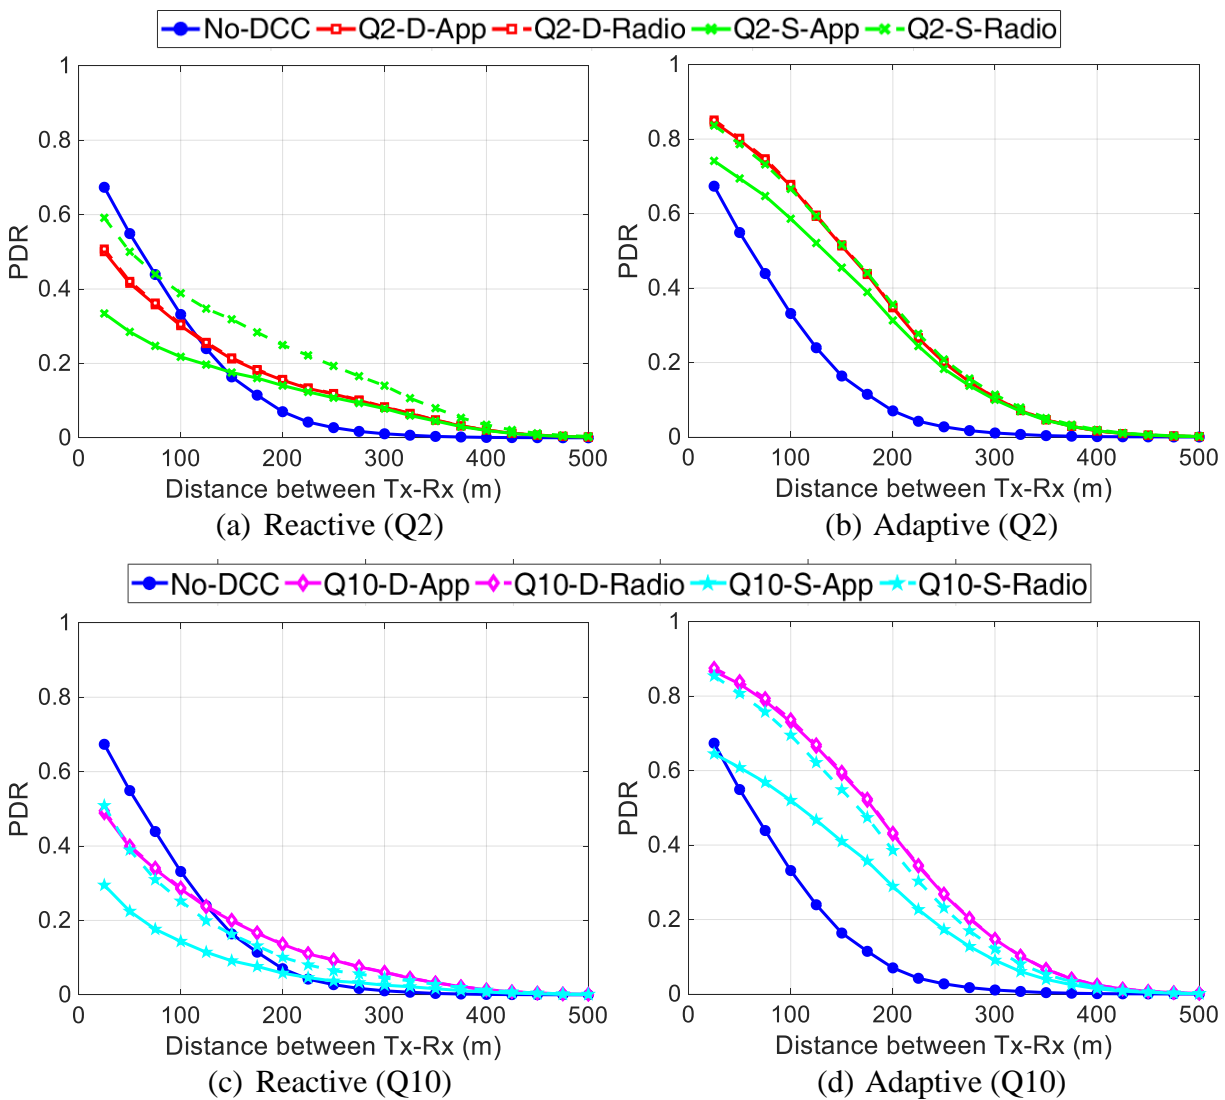 No-DCC Q2-D-App Q2-D-Radio Q2-S-App Q2-S-Radio
1
0.8
0.6
0.4
0.2
0
PDR
0 100 200 300 400 500
Distance between Tx-Rx (m)
(a) Reactive (Q2)
1
0.8
0.6
0.4
0.2
0
PDR
0 100 200 300 400 500
Distance between Tx-Rx (m)
(b) Adaptive (Q2)
No-DCC Q10-D-App Q10-D-Radio Q10-S-App Q10-S-Radio
1
0.8
0.6
0.4
0.2
0
PDR
0 100 200 300 400 500
Distance between Tx-Rx (m)
(c) Reactive (Q10)
1
0.8
0.6
0.4
0.2
0
PDR
0 100 200 300 400 500
Distance between Tx-Rx (m)
(d) Adaptive (Q10)